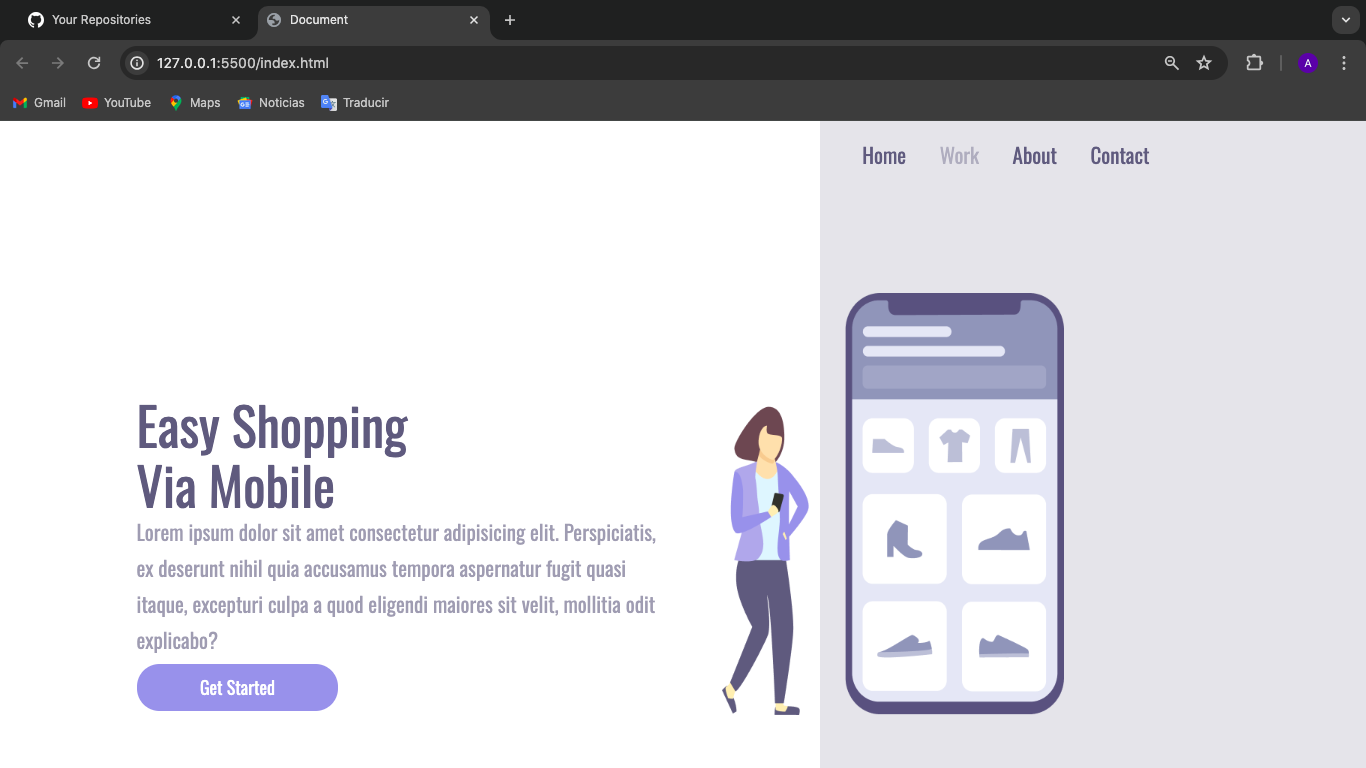 Your Repositories
Document
127.0.0.1:5500/index.html
A
Gmail
YouTube
Maps
Noticias
Traducir
Home Work About Contact
Easy Shopping
Via Mobile
Lorem ipsum dolor sit amet consectetur adipisicing elit. Perspiciatis,
ex deserunt nihil quia accusamus tempora aspernatur fugit quasi
itaque, excepturi culpa a quod eligendi maiores sit velit, mollitia odit
explicabo?
Get Started